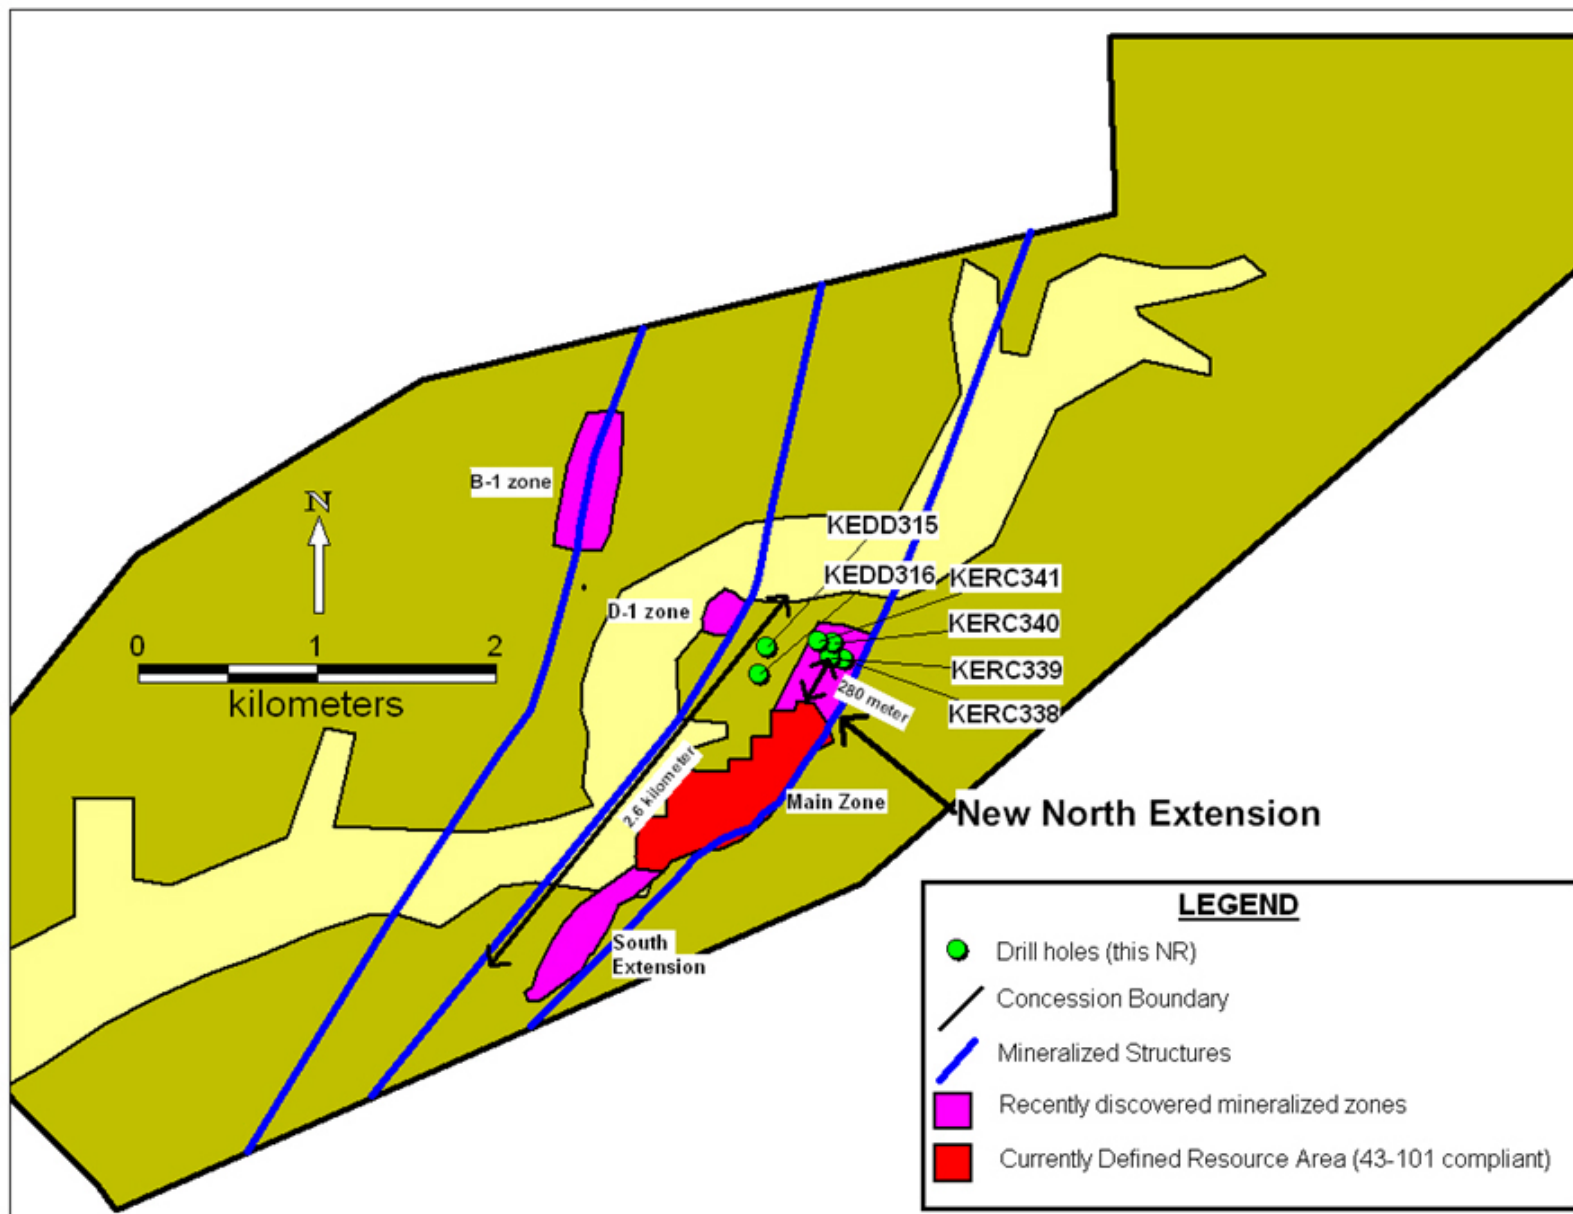 KEDD315
KEDD316
KERC341
B-1 zone
N
D-1 zone
KERC340
0 1 2
KERC339
280 meter
kilometers
KERC338
2.6 kilometer
Main Zone
New North Extension
South
Extension
LEGEND
Drill holes (this NR)
Concession Boundary
Mineralized Structures
Recently discovered mineralized zones
Currently Defined Resource Area (43-101 compliant)